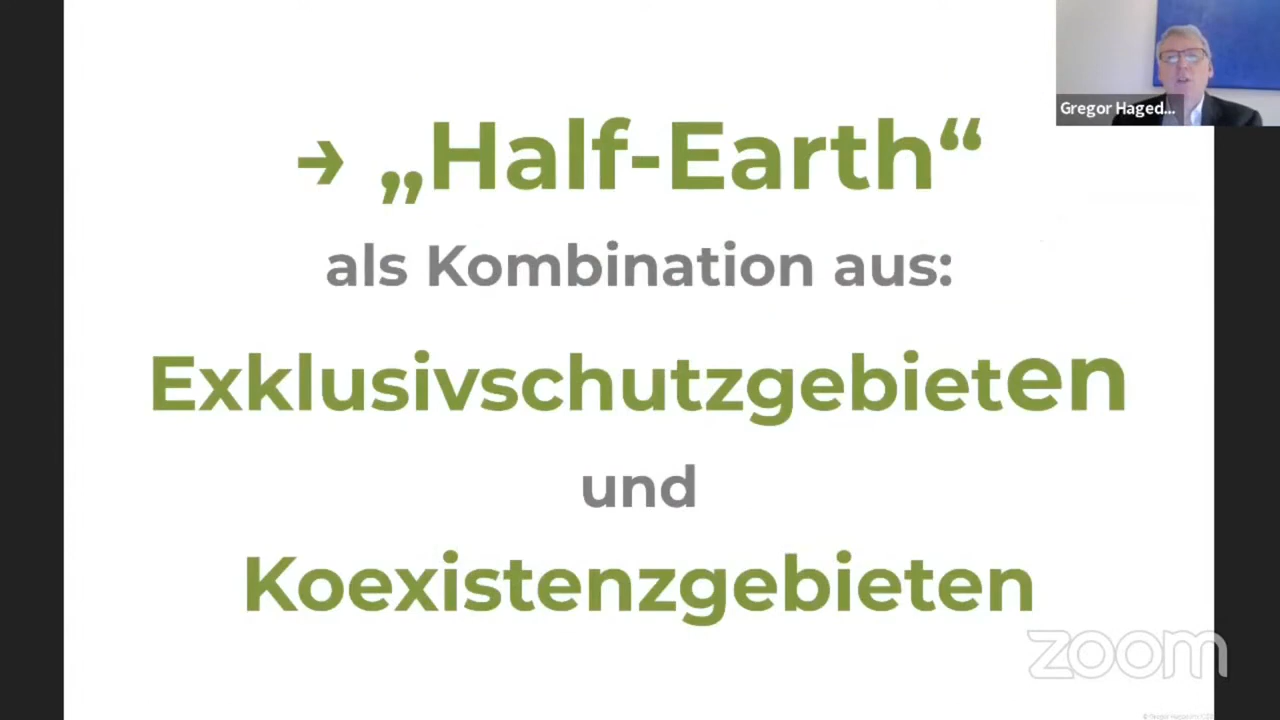 Gregor Haged...
→ „Half-Earth“
als Kombination aus:
Exklusivschutzgebieten
und
Koexistenzgebieten
zoom